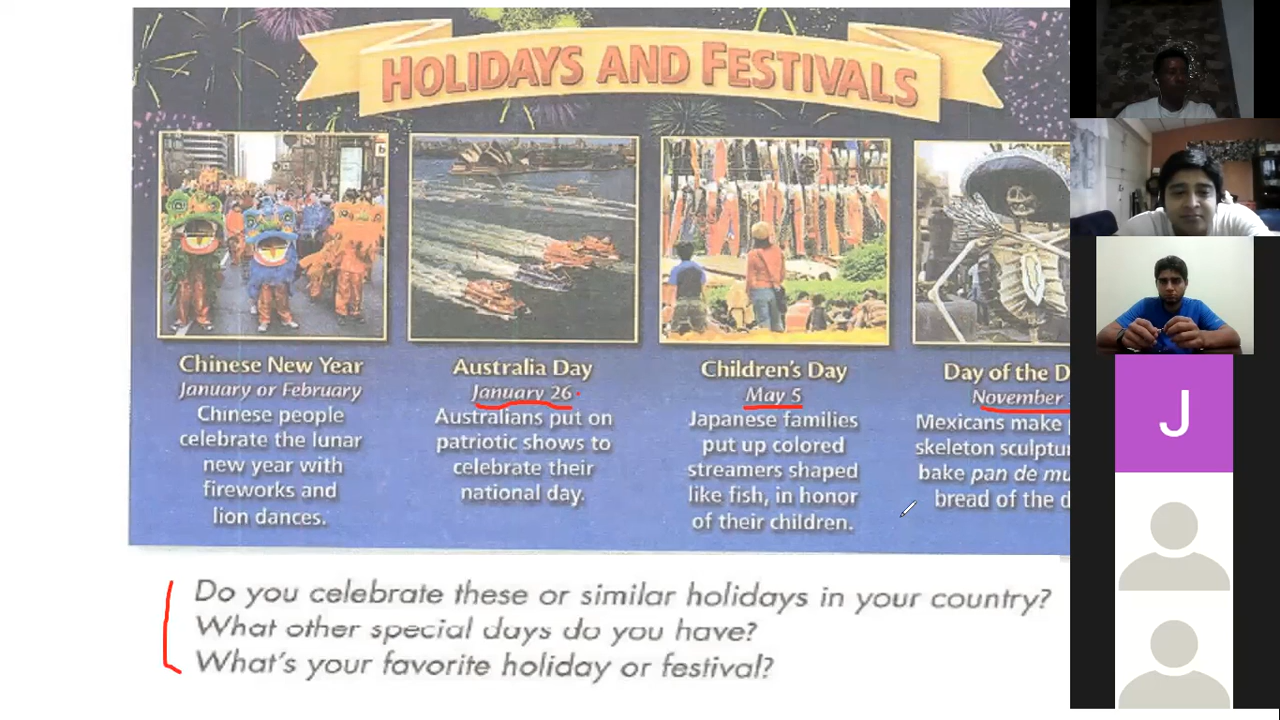 HOLIDAYS AND FESTIVALS
Chinese New Year
January or February
Chinese people
celebrate the lunar
new year with
fireworks and
lion dances.
Australia Day
January 26
Australians put on
patriotic shows to
celebrate their
national day.
Children's Day
May 5
Japanese families
put up colored
streamers shaped
like fish, in honor
of their children.
Day of the D
November
Mexicans make
skeleton sculptu
bake pan de mu
bread of the d
Do you celebrate these or similar holidays in your country?
What other special days do you have?
What's your favorite holiday or festival?
J